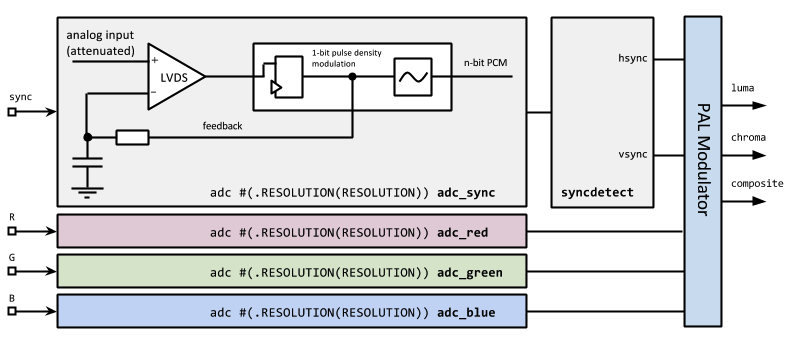 analog input
(attenuated)
+
LVDS
−
1-bit pulse density
modulation
n-bit PCM
feedback
sync
adc #(.RESOLUTION(RESOLUTION)) adc_sync
hsync
vsync
syncdetect
PAL Modulator
luma
chroma
composite
R
adc #(.RESOLUTION(RESOLUTION)) adc_red
G
adc #(.RESOLUTION(RESOLUTION)) adc_green
B
adc #(.RESOLUTION(RESOLUTION)) adc_blue